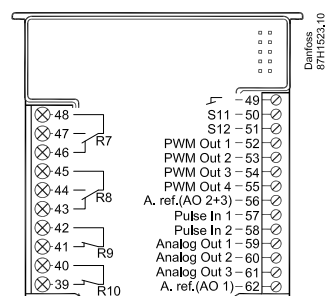 Danfoss
87H1523.10
48
47
R7
46
45
44
R8
43
42
41
R9
40
39
R10
49
S11 - 50
S12 - 51
PWM Out 1 - 52
PWM Out 2 - 53
PWM Out 3 - 54
PWM Out 4 - 55
A. ref.(AO 2+3) - 56
Pulse In 1 - 57
Pulse In 2 - 58
Analog Out 1 - 59
Analog Out 2 - 60
Analog Out 3 - 61
A. ref.(AO 1) - 62